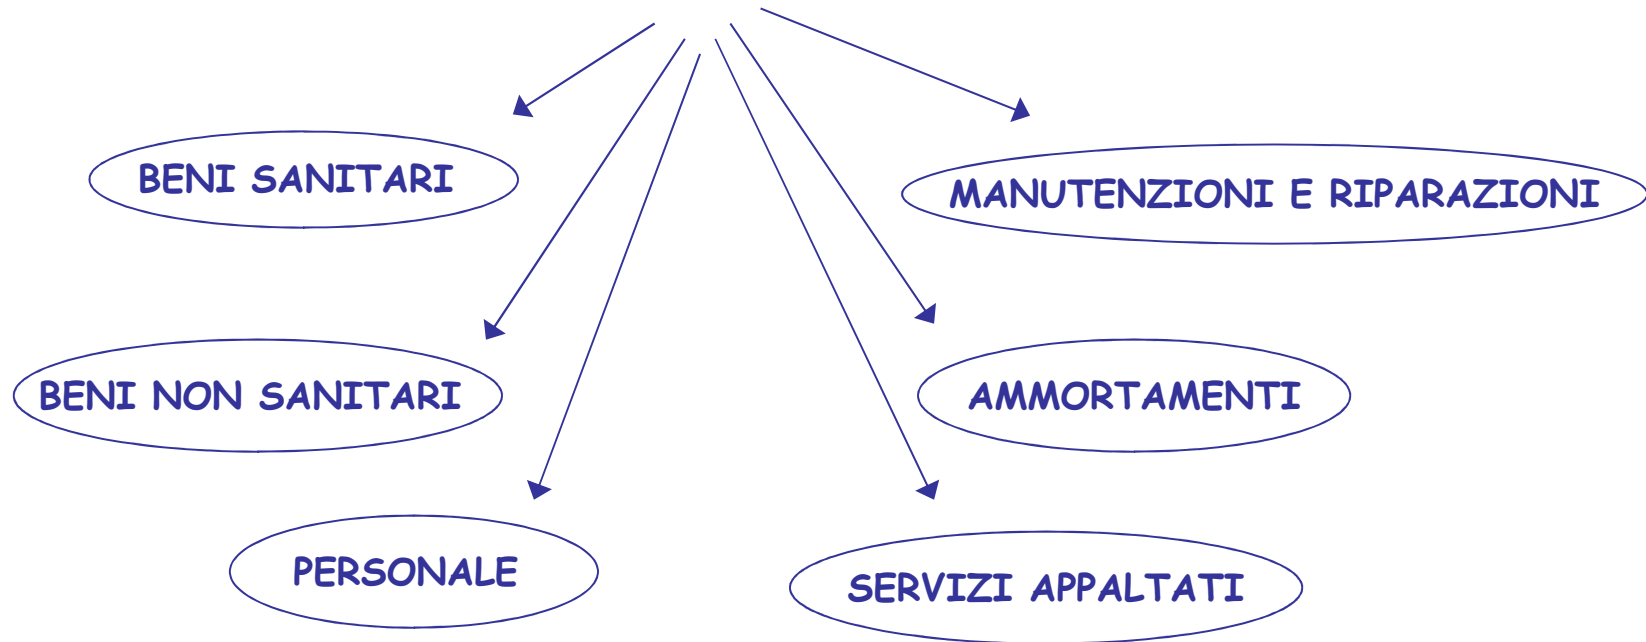 BENI SANITARI
MANUTENZIONI E RIPARAZIONI
BENI NON SANITARI
AMMORTAMENTI
PERSONALE
SERVIZI APPALTATI